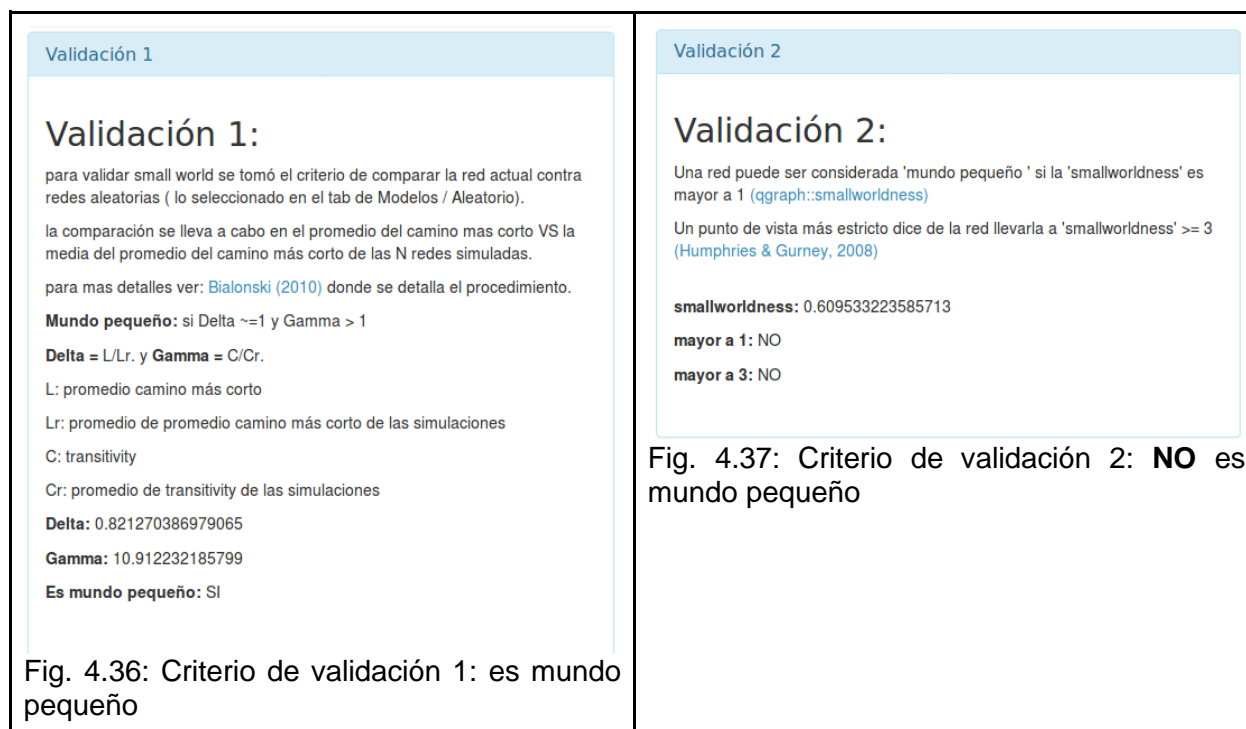 Validación 1
Validación 1:
para validar small world se tomó el criterio de comparar la red actual contra
redes aleatorias ( lo seleccionado en el tab de Modelos / Aleatorio).
la comparación se lleva a cabo en el promedio del camino mas corto VS la
media del promedio del camino más corto de las N redes simuladas.
para mas detalles ver: Bialonski (2010) donde se detalla el procedimiento.
Mundo pequeño: si Delta ~=1 y Gamma > 1
Delta = L/Lr. y Gamma = C/Cr.
L: promedio camino más corto
Lr: promedio de promedio camino más corto de las simulaciones
C: transitivity
Cr: promedio de transitivity de las simulaciones
Delta: 0.821270386979065
Gamma: 10.912232185799
Es mundo pequeño: SI
Fig. 4.36: Criterio de validación 1: es mundo
pequeño
Validación 2
Validación 2:
Una red puede ser considerada 'mundo pequeño ' si la 'smallworldness' es
mayor a 1 (qgraph::smallworldness)
Un punto de vista más estricto dice de la red llevarla a 'smallworldness' >= 3
(Humphries & Gurney, 2008)
smallworldness: 0.609533223585713
mayor a 1: NO
mayor a 3: NO
Fig. 4.37: Criterio de validación 2: NO es
mundo pequeño